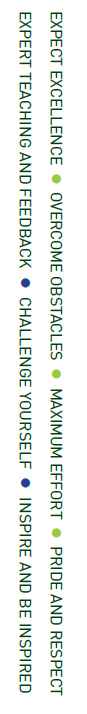 EXPECT EXCELLENCE ● OVERCOME OBSTACLES ● MAXIMUM EFFORT ● PRIDE AND RESPECT
EXPERT TEACHING AND FEEDBACK ● CHALLENGE YOURSELF ● INSPIRE AND BE INSPIRED